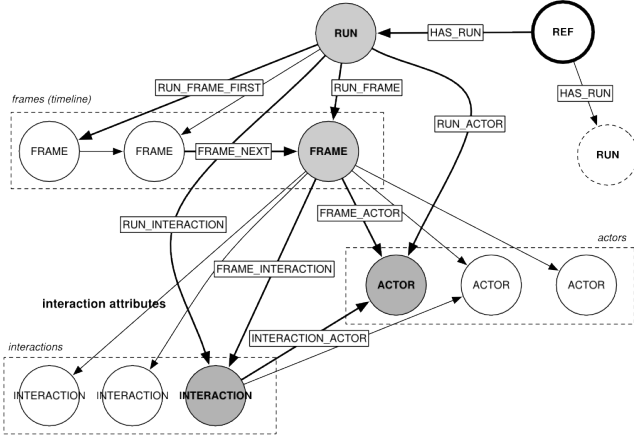 RUN
HAS_RUN
REF
RUN_FRAME_FIRST
RUN_FRAME
HAS_RUN
frames (timeline)
RUN_ACTOR
FRAME
FRAME
FRAME_NEXT
FRAME
RUN
FRAME_ACTOR
RUN_INTERACTION
actors
FRAME_INTERACTION
ACTOR
ACTOR
ACTOR
interaction attributes
INTERACTION_ACTOR
interactions
INTERACTION
INTERACTION
INTERACTION